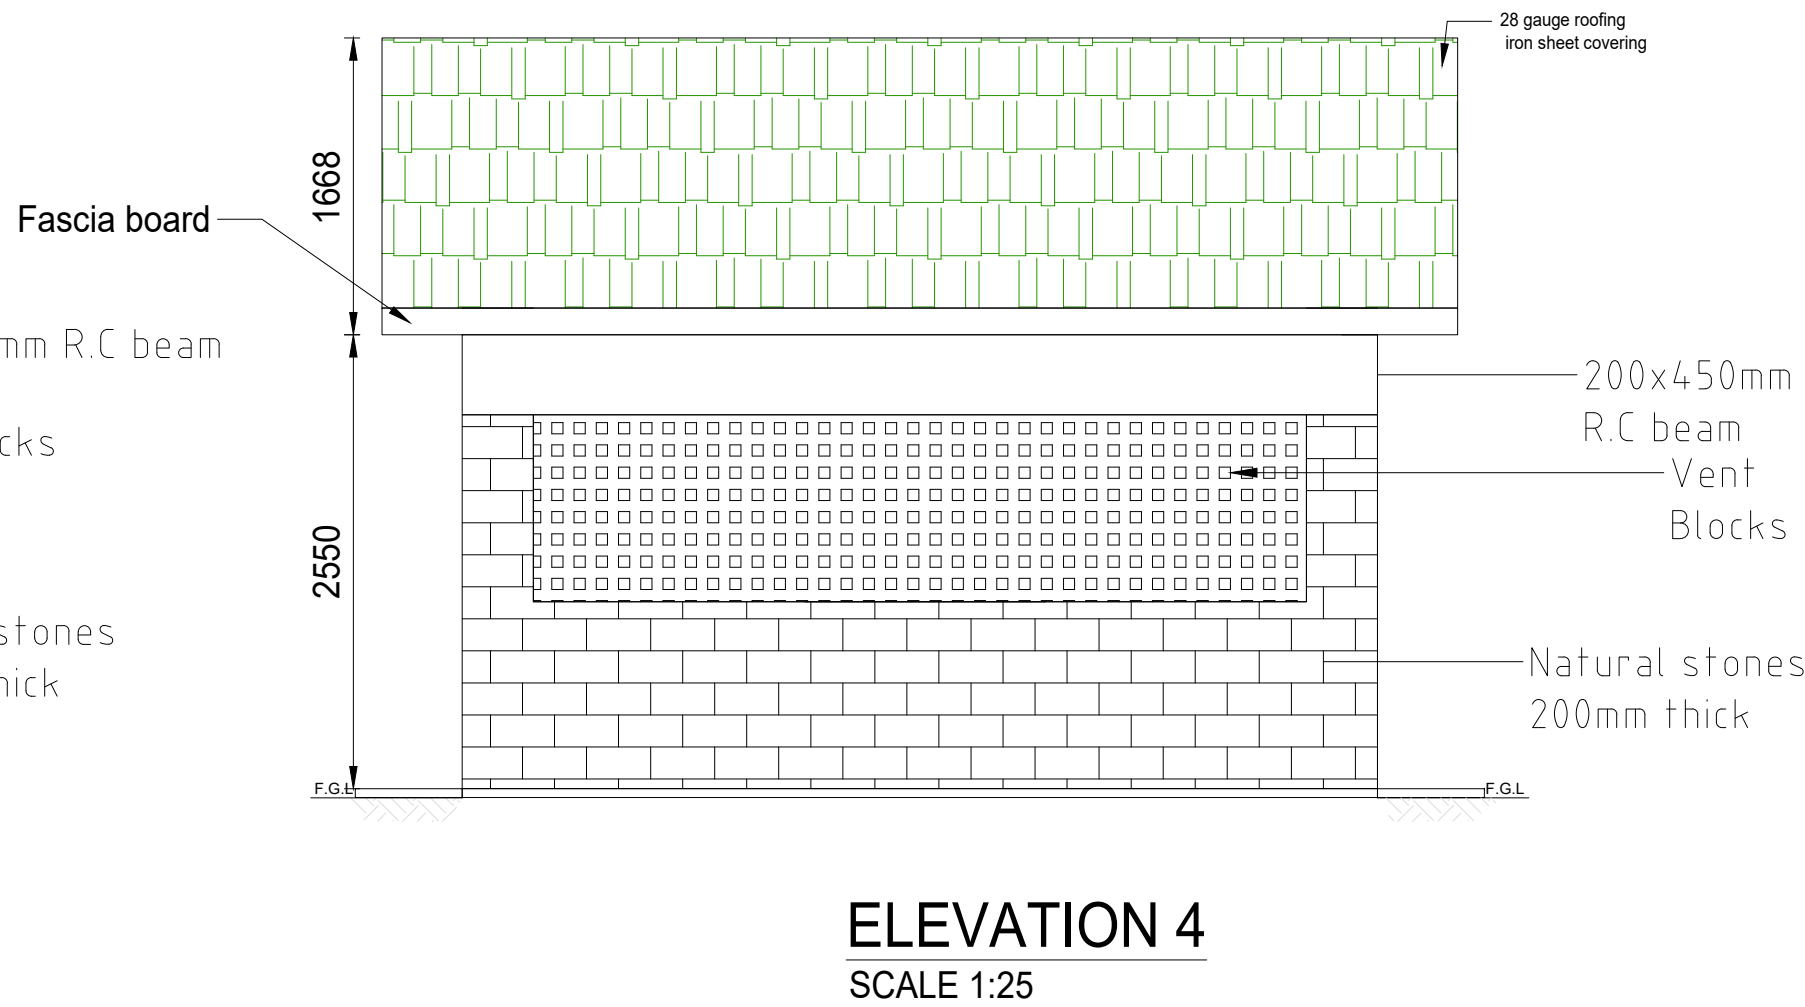 28 gauge roofing
iron sheet covering
1668
Fascia board
mm R.C beam
200x450mm
R.C beam
cks
Vent
Blocks
2550
stones
hick
Natural stones
200mm thick
F.G.L
F.G.L
ELEVATION 4
SCALE 1:25